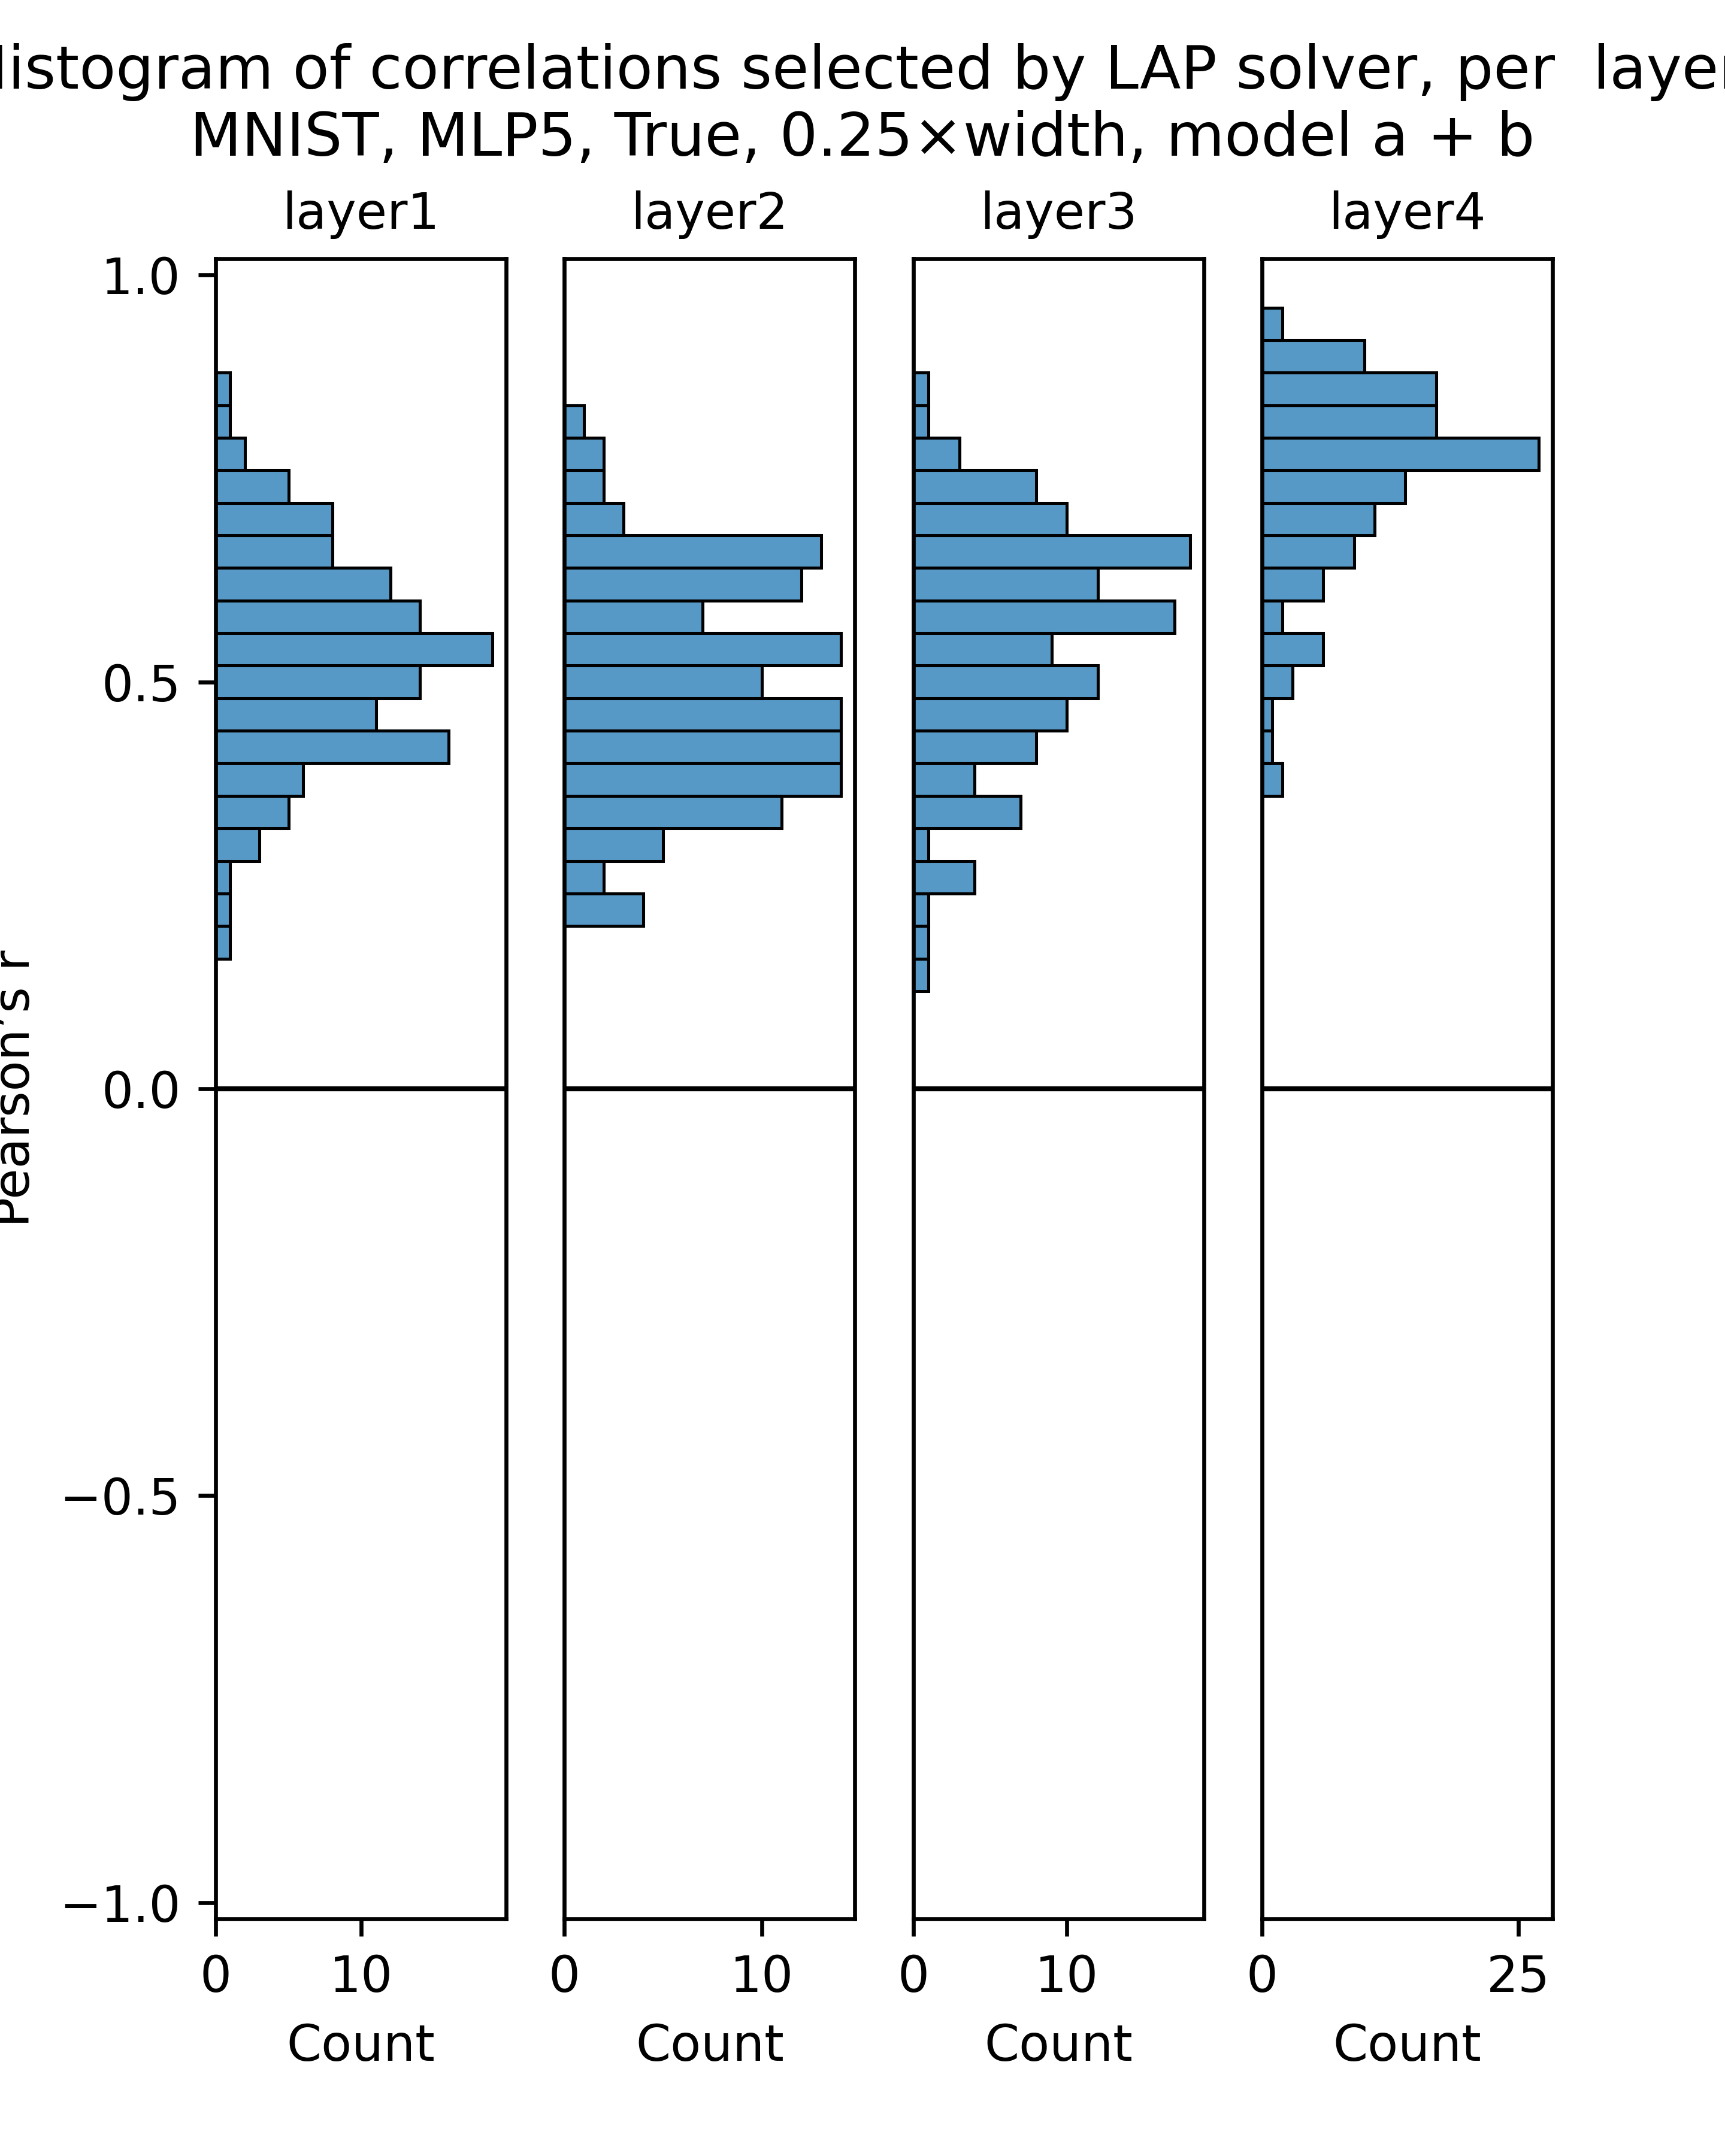 istogram of correlations selected by LAP solver, per layer
MNIST, MLP5, True, 0.25×width, model a + b
layer1 layer2 layer3 layer4
1.0
0.5
0.0
−0.5
−1.0
Pearson’s r
0 10 0 10 0 10 0 25
Count Count Count Count